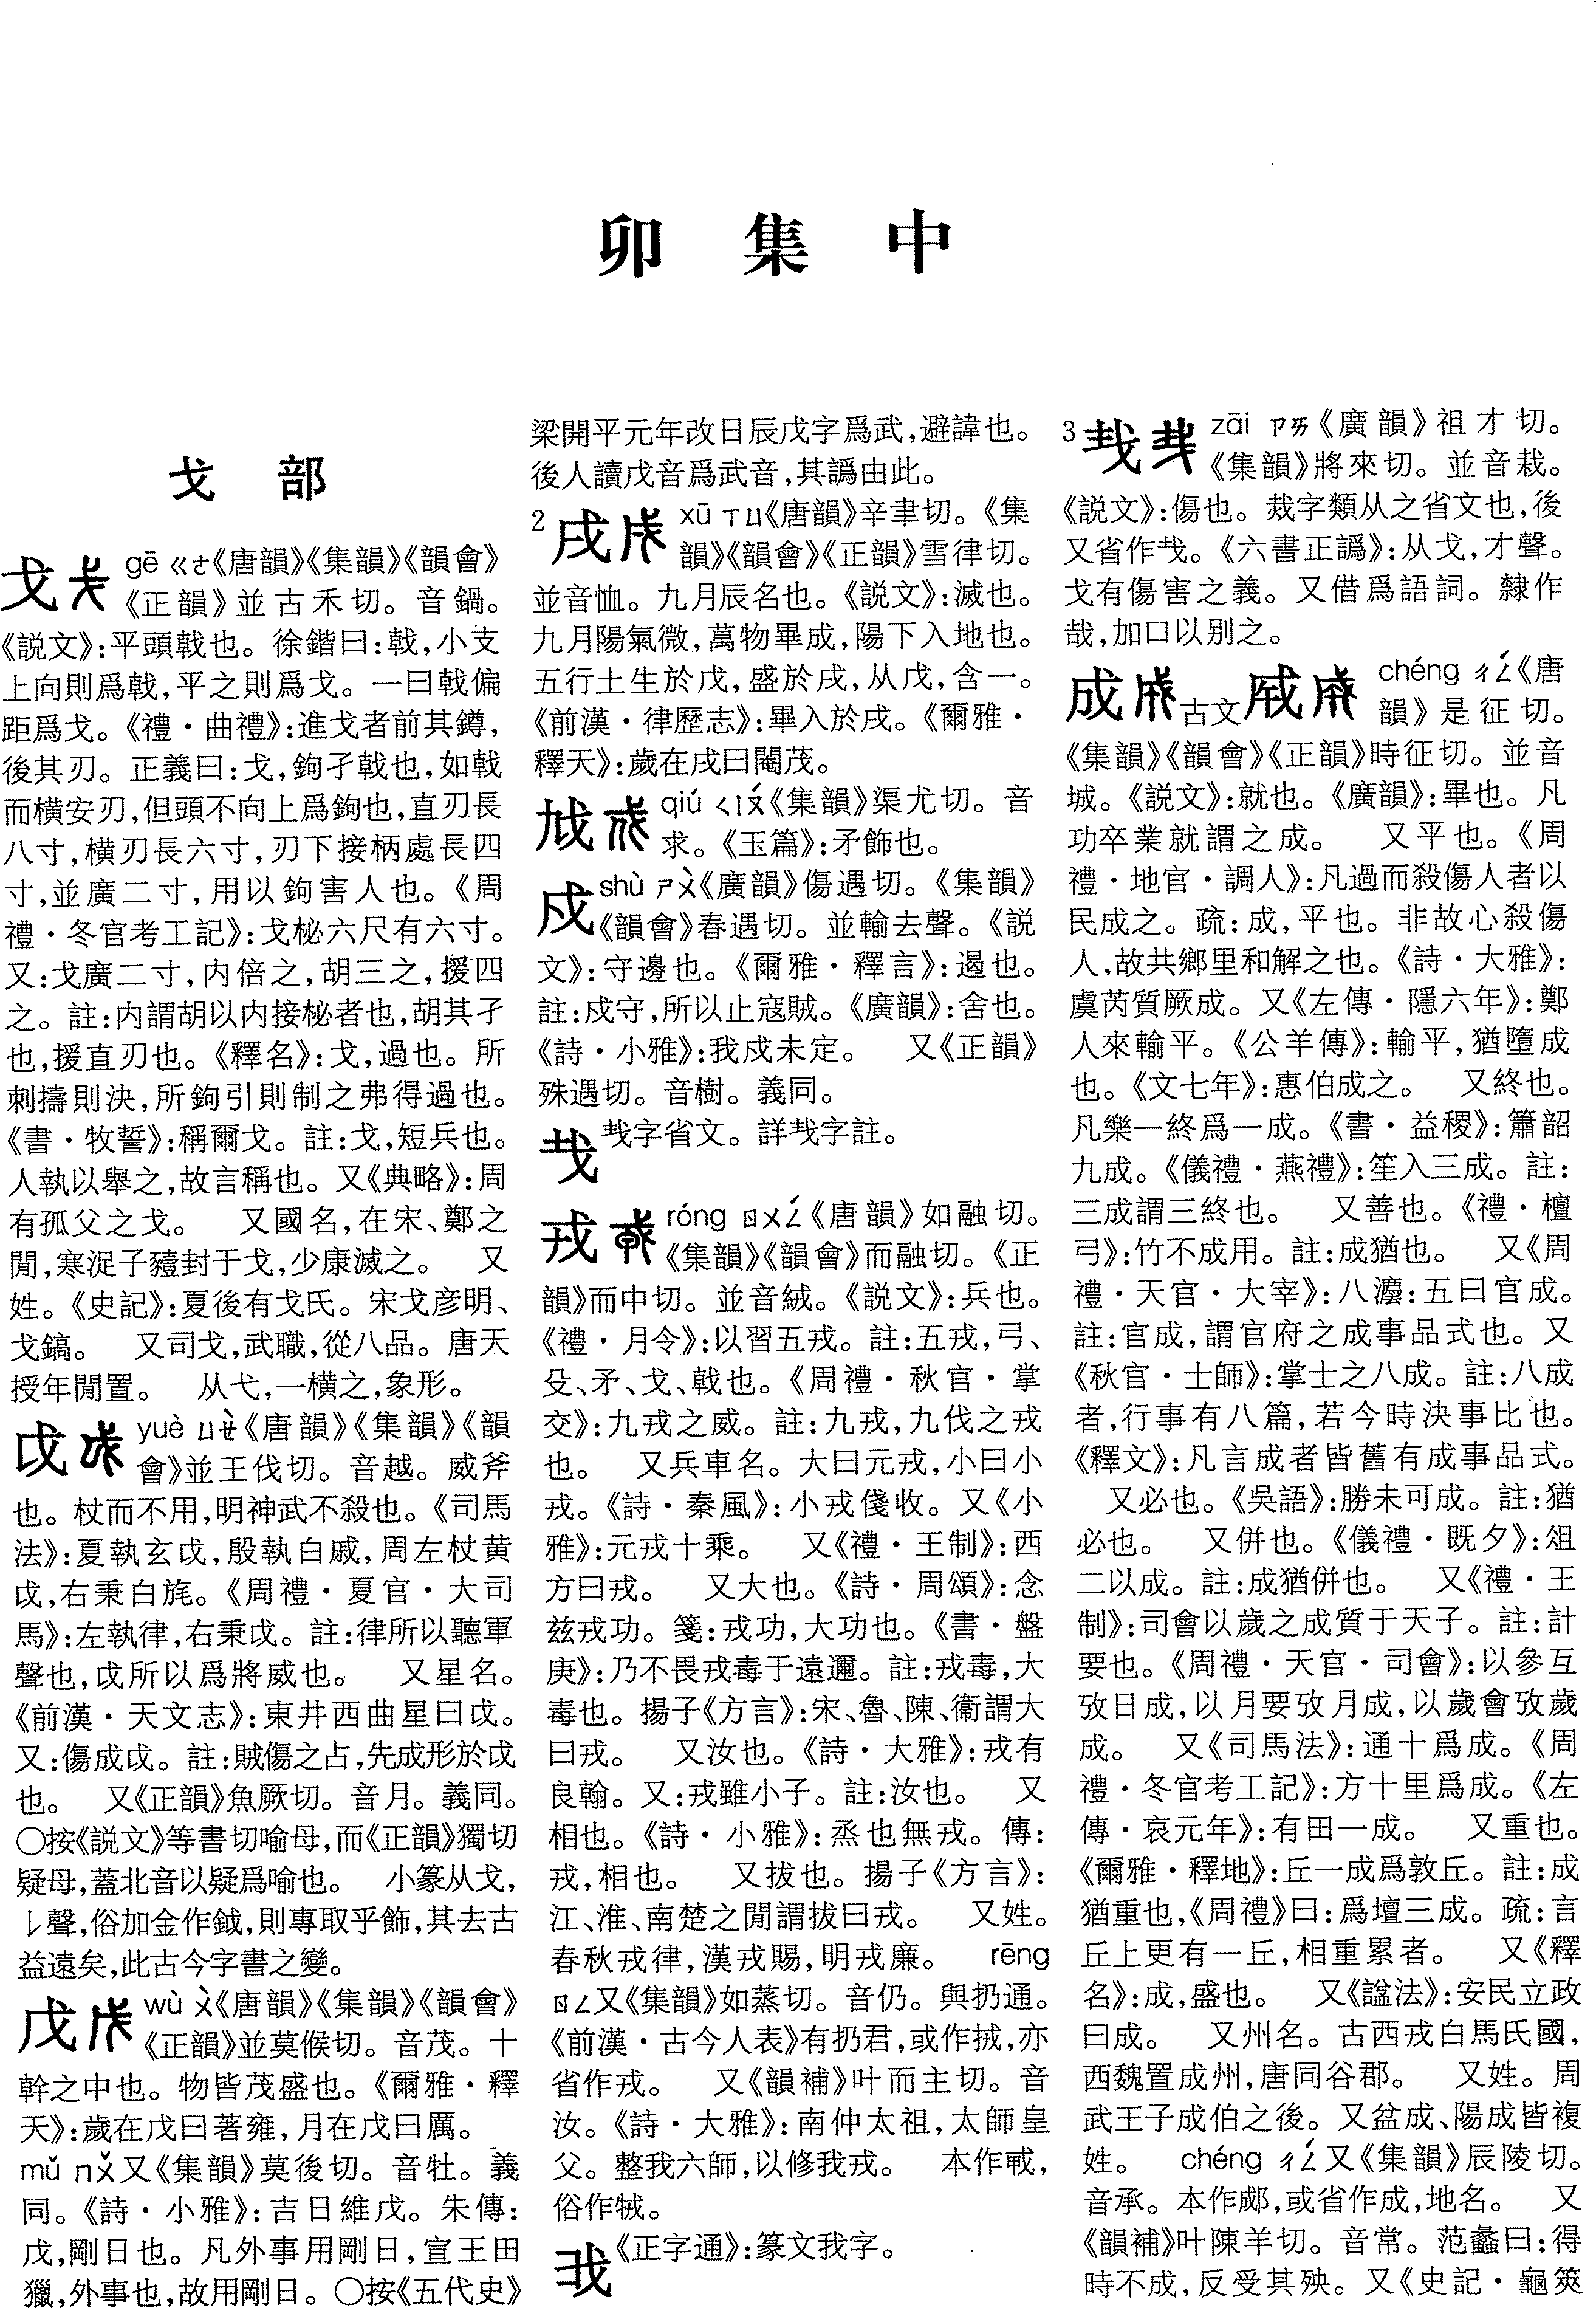 卯集中
戈部
戈 gē ㄍㄜ《唐韻》《集韻》《韻會》
《正韻》並古禾切。音鍋。
《説文》:平頭戟也。徐鍇曰:戟,小支
上向則爲戟,平之則爲戈。一曰戟偏
距爲戈。《禮·曲禮》:進戈者前其鐏,
後其刃。正義曰:戈,鉤孑戟也,如戟
而横安刃,但頭不向上爲鉤也,直刃長
八寸,横刃長六寸,刃下接柄處長四
寸,並廣二寸,用以鉤害人也。《周
禮·冬官考工記》:戈柲六尺有六寸。
又:戈廣二寸,内倍之,胡三之,援四
之。註:内謂胡以内接柲者也,胡其孑
也,援直刃也。《釋名》:戈,過也。所
刺擣則決,所鉤引則制之弗得過也。
《書·牧誓》:稱爾戈。註:戈,短兵也。
人執以舉之,故言稱也。又《典略》:周
有孤父之戈。 又國名,在宋、鄭之
閒,寒浞子豷封于戈,少康滅之。 又
姓。《史記》:夏後有戈氏。宋戈彦明、
戈鎬。 又司戈,武職,從八品。唐天
授年閒置。 从弋,一横之,象形。
戉 yuè ㄩㄝˋ《唐韻》《集韻》《韻
會》並王伐切。音越。威斧
也。杖而不用,明神武不殺也。《司馬
法》:夏執玄戉,殷執白戚,周左杖黄
戉,右秉白旄。《周禮·夏官·大司
馬》:左執律,右秉戉。註:律所以聽軍
聲也,戉所以爲將威也。 又星名。
《前漢·天文志》:東井西曲星曰戉。
又:傷成戉。註:賊傷之占,先成形於戉
也。 又《正韻》魚厥切。音月。義同。
○按《説文》等書切喻母,而《正韻》獨切
疑母,蓋北音以疑爲喻也。 小篆从戈,
𠄌聲,俗加金作鉞,則專取乎飾,其去古
益遠矣,此古今字書之變。
戊 wù ㄨˋ《唐韻》《集韻》《韻會》
《正韻》並莫候切。音茂。十
幹之中也。物皆茂盛也。《爾雅·釋
天》:歲在戊曰著雍,月在戊曰厲。
mǔ ㄇㄨˇ又《集韻》莫後切。音牡。義
同。《詩·小雅》:吉日維戊。朱傳:
戊,剛日也。凡外事用剛日,宣王田
獵,外事也,故用剛日。○按《五代史》
梁開平元年改日辰戊字爲武,避諱也。
後人讀戊音爲武音,其譌由此。
2 戌 xū ㄒㄩ《唐韻》辛聿切。《集
韻》《韻會》《正韻》雪律切。
並音恤。九月辰名也。《説文》:滅也。
九月陽氣微,萬物畢成,陽下入地也。
五行土生於戊,盛於戌,从戊,含一。
《前漢·律歷志》:畢入於戌。《爾雅·
釋天》:歲在戌曰閹茂。
㦮 qiú ㄑㄧㄡˊ《集韻》渠尤切。音
求。《玉篇》:矛飾也。
戍 shù ㄕㄨˋ《廣韻》傷遇切。《集韻》
《韻會》舂遇切。並輸去聲。《説
文》:守邊也。《爾雅·釋言》:遏也。
註:戍守,所以止寇賊。《廣韻》:舍也。
《詩·小雅》:我戍未定。 又《正韻》
殊遇切。音樹。義同。
𢦏字省文。詳𢦏字註。
戎 róng ㄖㄨㄥˊ《唐韻》如融切。
《集韻》《韻會》而融切。《正
韻》而中切。並音絨。《説文》:兵也。
《禮·月令》:以習五戎。註:五戎,弓、
殳、矛、戈、戟也。《周禮·秋官·掌
交》:九戎之威。註:九戎,九伐之戎
也。 又兵車名。大曰元戎,小曰小
戎。《詩·秦風》:小戎俴收。又《小
雅》:元戎十乘。 又《禮·王制》:西
方曰戎。 又大也。《詩·周頌》:念
兹戎功。箋:戎功,大功也。《書·盤
庚》:乃不畏戎毒于遠邇。註:戎毒,大
毒也。揚子《方言》:宋、魯、陳、衞謂大
曰戎。 又汝也。《詩·大雅》:戎有
良翰。又:戎雖小子。註:汝也。 又
相也。《詩·小雅》:烝也無戎。傳:
戎,相也。 又拔也。揚子《方言》:
江、淮、南楚之閒謂拔曰戎。 又姓。
春秋戎律,漢戎賜,明戎廉。 rēng
ㄖㄥ又《集韻》如蒸切。音仍。與扔通。
《前漢·古今人表》有扔君,或作㧡,亦
省作戎。 又《韻補》叶而主切。音
汝。《詩·大雅》:南仲太祖,太師皇
父。整我六師,以修我戎。 本作𢦦,
俗作㺜。
《正字通》:篆文我字。
3 𢦏 zāi ㄗㄞ《廣韻》祖才切。
《集韻》將來切。並音栽。
《説文》:傷也。烖字類从之省文也,後
又省作𢦏。《六書正譌》:从戈,才聲。
戈有傷害之義。又借爲語詞。隸作
哉,加口以别之。
成 古文戚 chéng ㄔㄥˊ《唐
韻》是征切。
《集韻》《韻會》《正韻》時征切。並音
城。《説文》:就也。《廣韻》:畢也。凡
功卒業就謂之成。 又平也。《周
禮·地官·調人》:凡過而殺傷人者以
民成之。疏:成,平也。非故心殺傷
人,故共鄉里和解之也。《詩·大雅》:
虞芮質厥成。又《左傳·隱六年》:鄭
人來輸平。《公羊傳》:輸平,猶墮成
也。《文七年》:惠伯成之。 又終也。
凡樂一終爲一成。《書·益稷》:簫韶
九成。《儀禮·燕禮》:笙入三成。註:
三成謂三終也。 又善也。《禮·檀
弓》:竹不成用。註:成猶也。 又《周
禮·天官·大宰》:八灋:五曰官成。
註:官成,謂官府之成事品式也。又
《秋官·士師》:掌士之八成。註:八成
者,行事有八篇,若今時決事比也。
《釋文》:凡言成者皆舊有成事品式。
又必也。《吳語》:勝未可成。註:猶
必也。 又併也。《儀禮·既夕》:俎
二以成。註:成猶併也。 又《禮·王
制》:司會以歲之成質于天子。註:計
要也。《周禮·天官·司會》:以參互
攷日成,以月要攷月成,以歲會攷歲
成。 又《司馬法》:通十爲成。《周
禮·冬官考工記》:方十里爲成。《左
傳·哀元年》:有田一成。 又重也。
《爾雅·釋地》:丘一成爲敦丘。註:成
猶重也,《周禮》曰:爲壇三成。疏:言
丘上更有一丘,相重累者。 又《釋
名》:成,盛也。 又《諡法》:安民立政
曰成。 又州名。古西戎白馬氏國,
西魏置成州,唐同谷郡。 又姓。周
武王子成伯之後。又盆成、陽成皆複
姓。 chéng ㄔㄥˊ又《集韻》辰陵切。
音承。本作郕,或省作成,地名。 又
《韻補》叶陳羊切。音常。范蠡曰:得
時不成,反受其殃。又《史記·龜筴